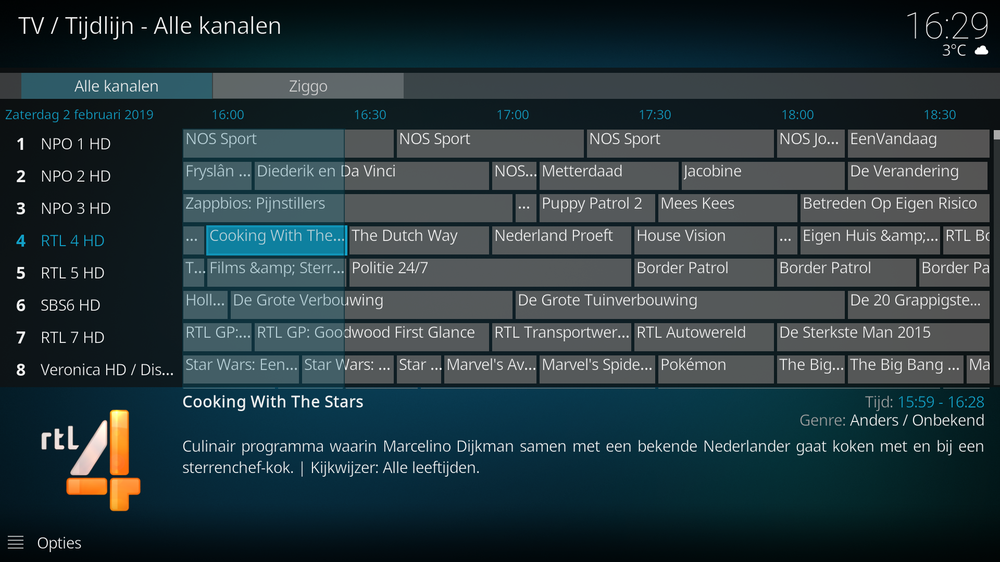 TV / Tijdlijn - Alle kanalen
16:29
3°C
Alle kanalen Ziggo
Zaterdag 2 februari 2019 16:00 16:30 17:00 17:30 18:00 18:30
1 NPO 1 HD NOS Sport NOS Sport NOS Sport NOS Jo... EenVandaag
2 NPO 2 HD Fryslân ... Diederik en Da Vinci NOS... Metterdaad Jacobine De Verandering
3 NPO 3 HD Zappbios: Pijnstillers ... Puppy Patrol 2 Mees Kees Betreden Op Eigen Risico
4 RTL 4 HD ... Cooking With The... The Dutch Way Nederland Proeft House Vision ... Eigen Huis &amp;... RTL Bo
5 RTL 5 HD T... Films &amp; Sterr... Politie 24/7 Border Patrol Border Patrol Border Pa
6 SBS6 HD Holl... De Grote Verbouwing De Grote Tuinverbouwing De 20 Grappigste...
7 RTL 7 HD RTL GP:... RTL GP: Goodwood First Glance RTL Transportwer... RTL Autowereld De Sterkste Man 2015
8 Veronica HD / Dis... Star Wars: Een... Star Wars: ... Star ... Marvel's Av... Marvel's Spide... Pokémon The Big... The Big Bang ... Ma
Cooking With The Stars
Tijd: 15:59 - 16:28
Genre: Anders / Onbekend
Culinair programma waarin Marcelino Dijkman samen met een bekende Nederlander gaat koken met en bij een
sterrenchef-kok. | Kijkwijzer: Alle leeftijden.
rtl
4
Opties